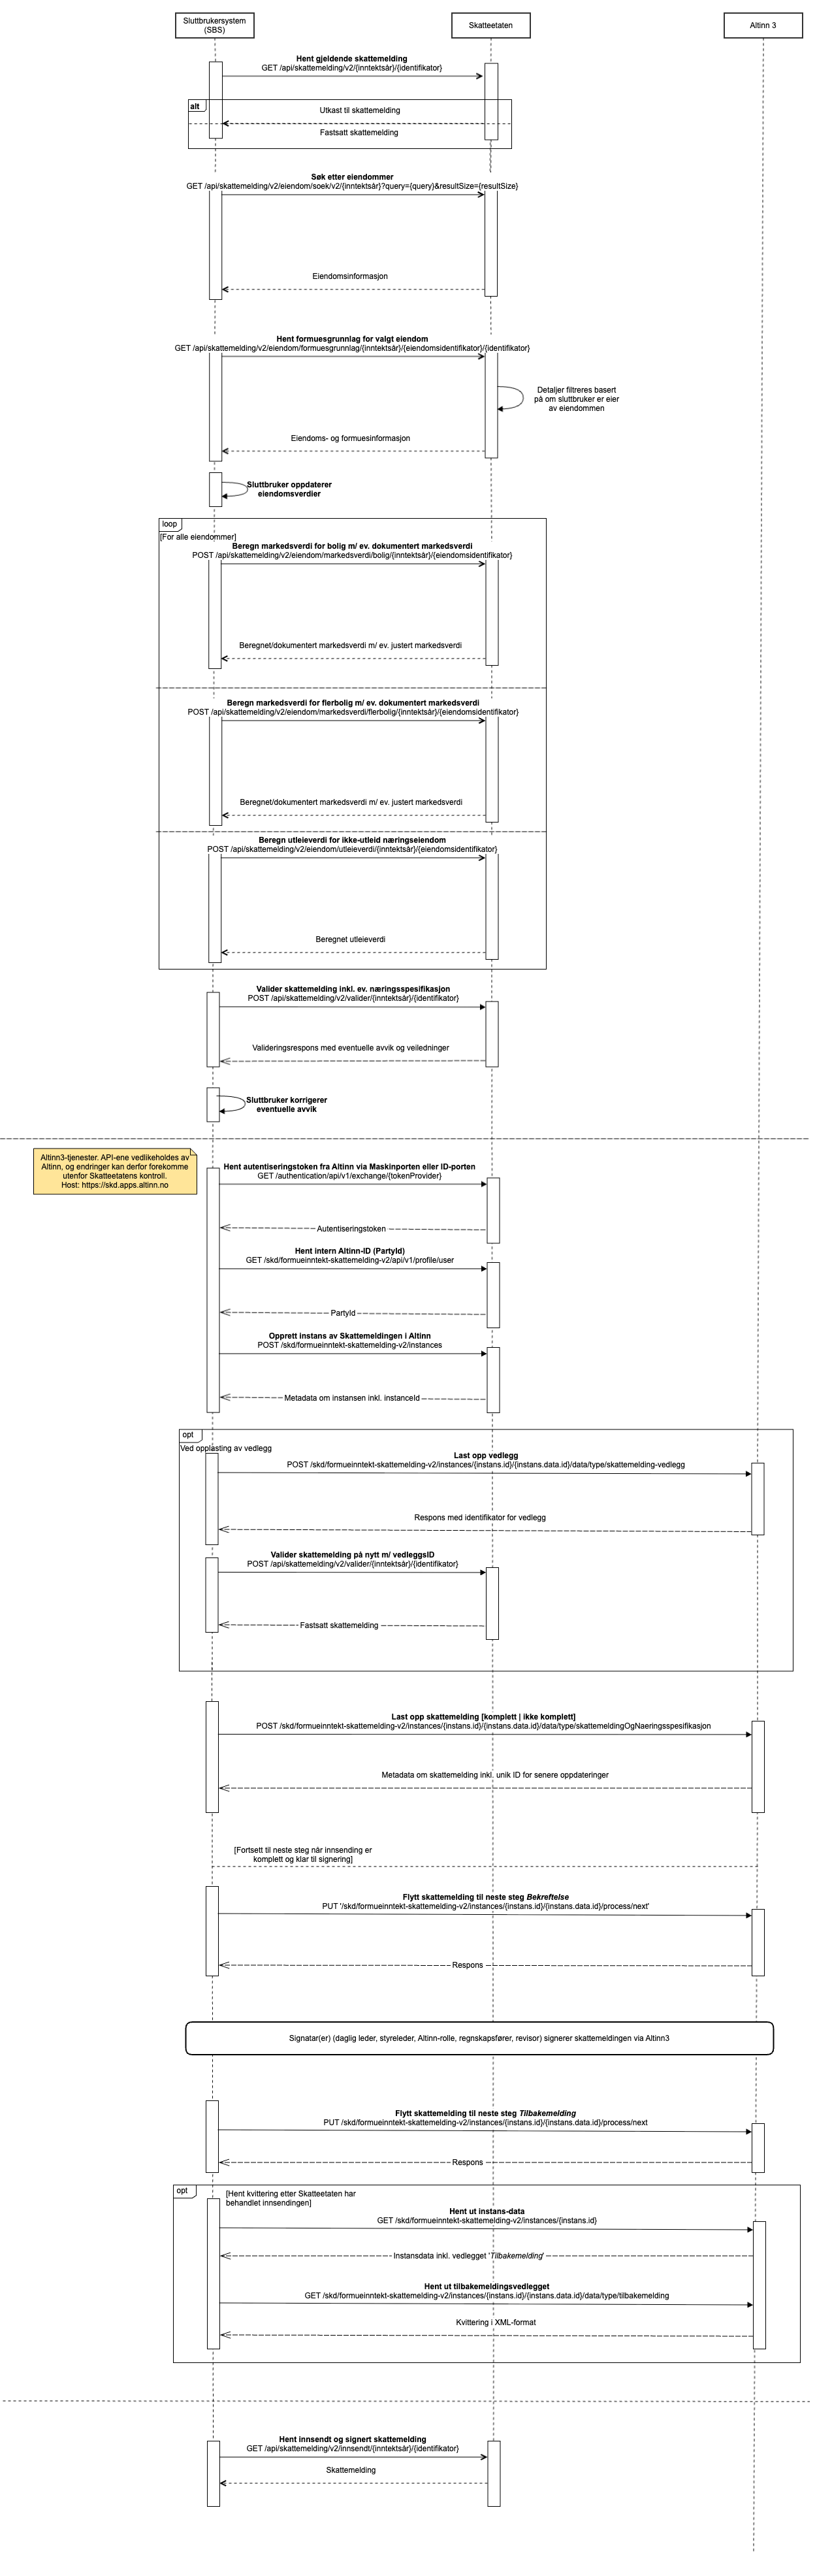 Sluttbrukersystem
(SBS)
Skatteetaten
Altinn 3
Hent gjeldende skattemelding
GET /api/skattemelding/v2/{inntektsår}/{identifikator}
alt
Utkast til skattemelding
Fastsatt skattemelding
Søk etter eiendommer
GET /api/skattemelding/v2/eiendom/soek/v2/{inntektsår}?query={query}&resultSize={resultSize}
Eiendomsinformasjon
Hent formuesgrunnlag for valgt eiendom
GET /api/skattemelding/v2/eiendom/formuesgrunnlag/{inntektsår}/{eiendomsidentifikator}/{identifikator}
Detaljer filtreres basert
på om sluttbruker er eier
av eiendommen
Eiendoms- og formuesinformasjon
Sluttbruker oppdaterer
eiendomsverdier
loop
[For alle eiendommer]
Beregn markedsverdi for bolig m/ ev. dokumentert markedsverdi
POST /api/skattemelding/v2/eiendom/markedsverdi/bolig/{inntektsår}/{eiendomsidentifikator}
Beregnet/dokumentert markedsverdi m/ ev. justert markedsverdi
Beregn markedsverdi for flerbolig m/ ev. dokumentert markedsverdi
POST /api/skattemelding/v2/eiendom/markedsverdi/flerbolig/{inntektsår}/{eiendomsidentifikator}
Beregnet/dokumentert markedsverdi m/ ev. justert markedsverdi
Beregn utleieverdi for ikke-utleid næringseiendom
POST /api/skattemelding/v2/eiendom/utleieverdi/{inntektsår}/{eiendomsidentifikator}
Beregnet utleieverdi
Valider skattemelding inkl. ev. næringsspesifikasjon
POST /api/skattemelding/v2/valider/{inntektsår}/{identifikator}
Valideringsrespons med eventuelle avvik og veiledninger
Sluttbruker korrigerer
eventuelle avvik
Altinn3-tjenester. API-ene vedlikeholdes av
Altinn, og endringer kan derfor forekomme
utenfor Skatteetatens kontroll.
Host: https://skd.apps.altinn.no
Hent autentiseringstoken fra Altinn via Maskinporten eller ID-porten
GET /authentication/api/v1/exchange/{tokenProvider}
Autentiseringstoken
Hent intern Altinn-ID (PartyId)
GET /skd/formueinntekt-skattemelding-v2/api/v1/profile/user
PartyId
Opprett instans av Skattemeldingen i Altinn
POST /skd/formueinntekt-skattemelding-v2/instances
Metadata om instansen inkl. instanceId
opt
Ved opplasting av vedlegg
Last opp vedlegg
POST /skd/formueinntekt-skattemelding-v2/instances/{instans.id}/{instans.data.id}/data/type/skattemelding-vedlegg
Respons med identifikator for vedlegg
Valider skattemelding på nytt m/ vedleggsID
POST /api/skattemelding/v2/valider/{inntektsår}/{identifikator}
Fastsatt skattemelding
Last opp skattemelding [komplett | ikke komplett]
POST /skd/formueinntekt-skattemelding-v2/instances/{instans.id}/{instans.data.id}/data/type/skattemeldingOgNaeringsspesifikasjon
Metadata om skattemelding inkl. unik ID for senere oppdateringer
[Fortsett til neste steg når innsending er
komplett og klar til signering]
Flytt skattemelding til neste steg Bekreftelse
PUT '/skd/formueinntekt-skattemelding-v2/instances/{instans.id}/{instans.data.id}/process/next'
Respons
Signatar(er) (daglig leder, styreleder, Altinn-rolle, regnskapsfører, revisor) signerer skattemeldingen via Altinn3
Flytt skattemelding til neste steg Tilbakemelding
PUT /skd/formueinntekt-skattemelding-v2/instances/{instans.id}/{instans.data.id}/process/next
Respons
opt
[Hent kvittering etter Skatteetaten har
behandlet innsendingen]
Hent ut instans-data
GET /skd/formueinntekt-skattemelding-v2/instances/{instans.id}
Instansdata inkl. vedlegget 'Tilbakemelding'
Hent ut tilbakemeldingsvedlegget
GET /skd/formueinntekt-skattemelding-v2/instances/{instans.id}/{instans.data.id}/data/type/tilbakemelding
Kvittering i XML-format
Hent innsendt og signert skattemelding
GET /api/skattemelding/v2/innsendt/{inntektsår}/{identifikator}
Skattemelding